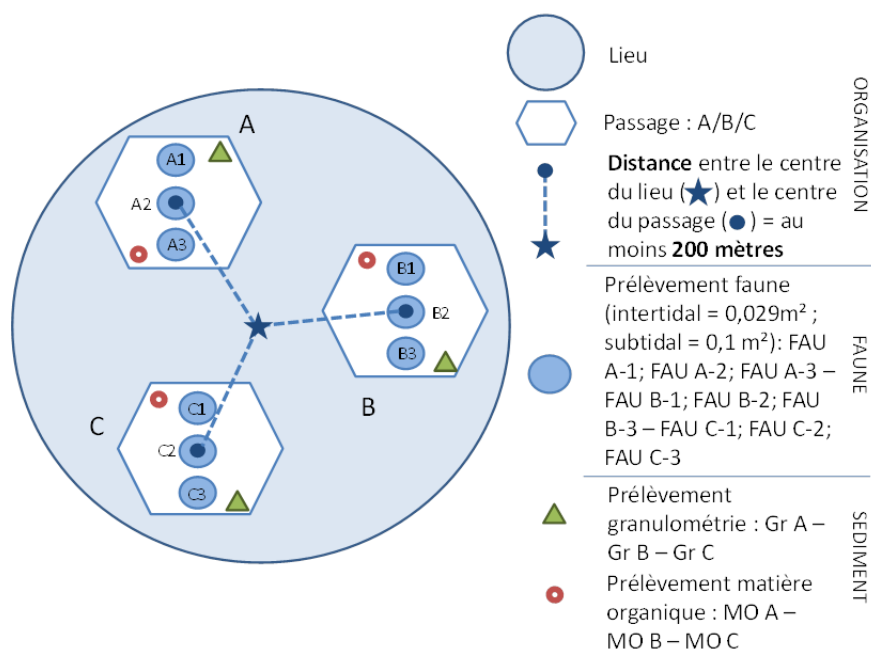 A
A1
A2
A3
B1
B2
B3
B
C
C1
C2
C3
Lieu
Passage : A/B/C
Distance entre le centre
du lieu (★) et le centre
du passage (●) = au
moins 200 mètres
ORGANISATION
Prélèvement faune
(intertidal = 0,029m² ;
subtidal = 0,1 m²): FAU
A-1; FAU A-2; FAU A-3 –
FAU B-1; FAU B-2; FAU
B-3 – FAU C-1; FAU C-2;
FAU C-3
FAUNE
Prélèvement
granulométrie : Gr A –
Gr B – Gr C
Prélèvement matière
organique : MO A –
MO B – MO C
SEDIMENT